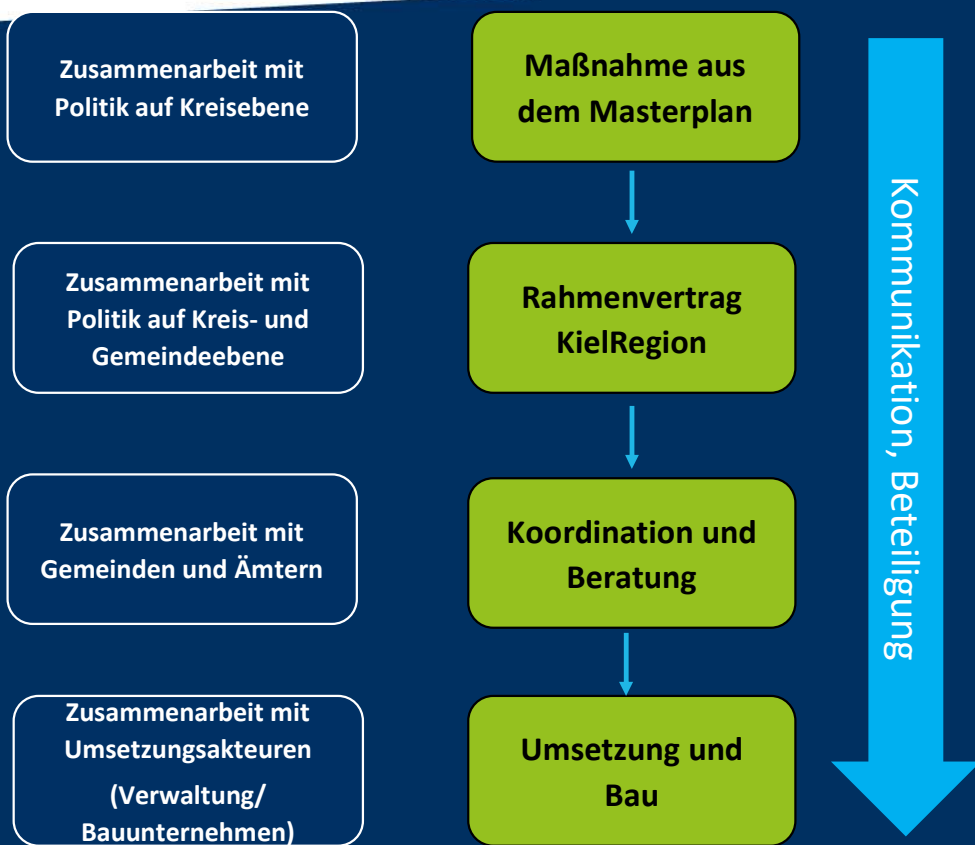 Zusammenarbeit mit
Politik auf Kreisebene
Maßnahme aus
dem Masterplan
Zusammenarbeit mit
Politik auf Kreis- und
Gemeindeebene
Rahmenvertrag
KielRegion
Zusammenarbeit mit
Gemeinden und Ämtern
Koordination und
Beratung
Zusammenarbeit mit
Umsetzungsakteuren
(Verwaltung/
Bauunternehmen)
Umsetzung und
Bau
Kommunikation, Beteiligung